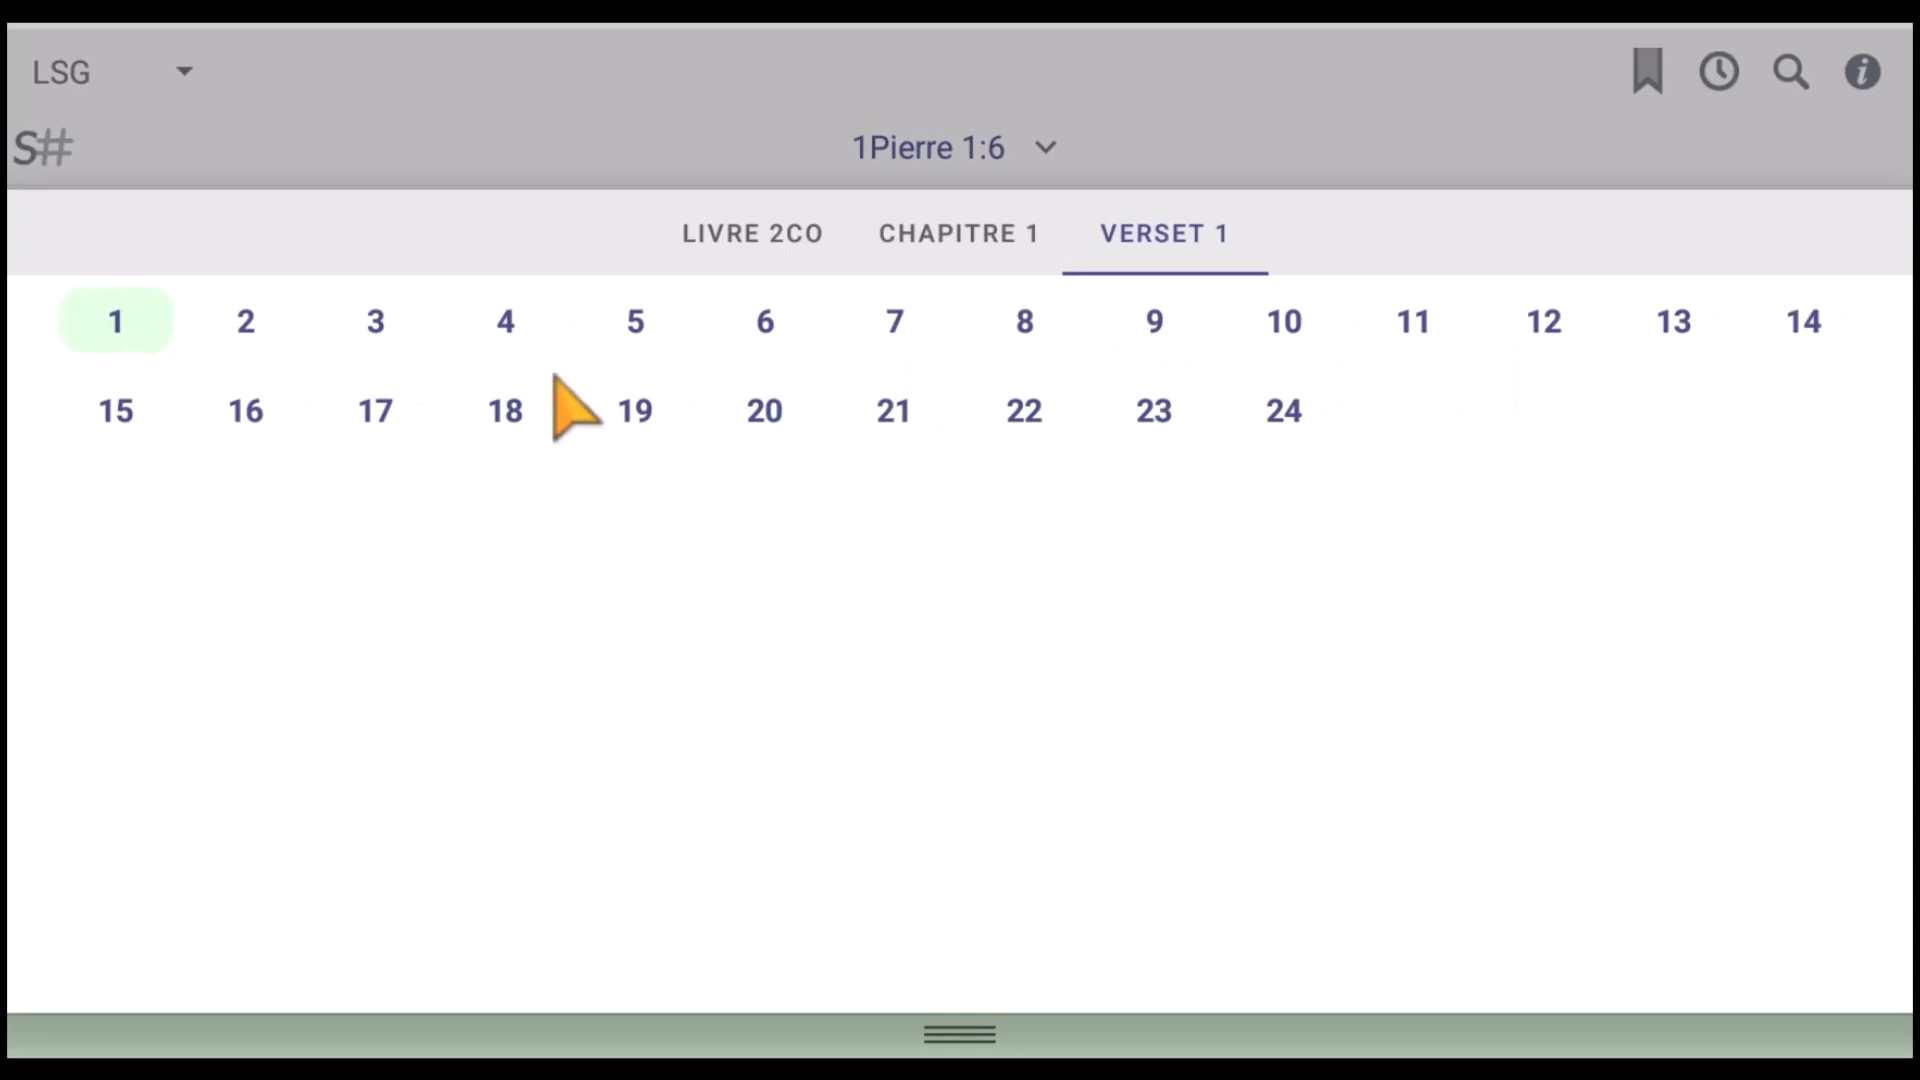 LSG
S#
1Pierre 1:6
LIVRE 2CO CHAPITRE 1 VERSET 1
1 2 3 4 5 6 7 8 9 10 11 12 13 14
15 16 17 18 19 20 21 22 23 24